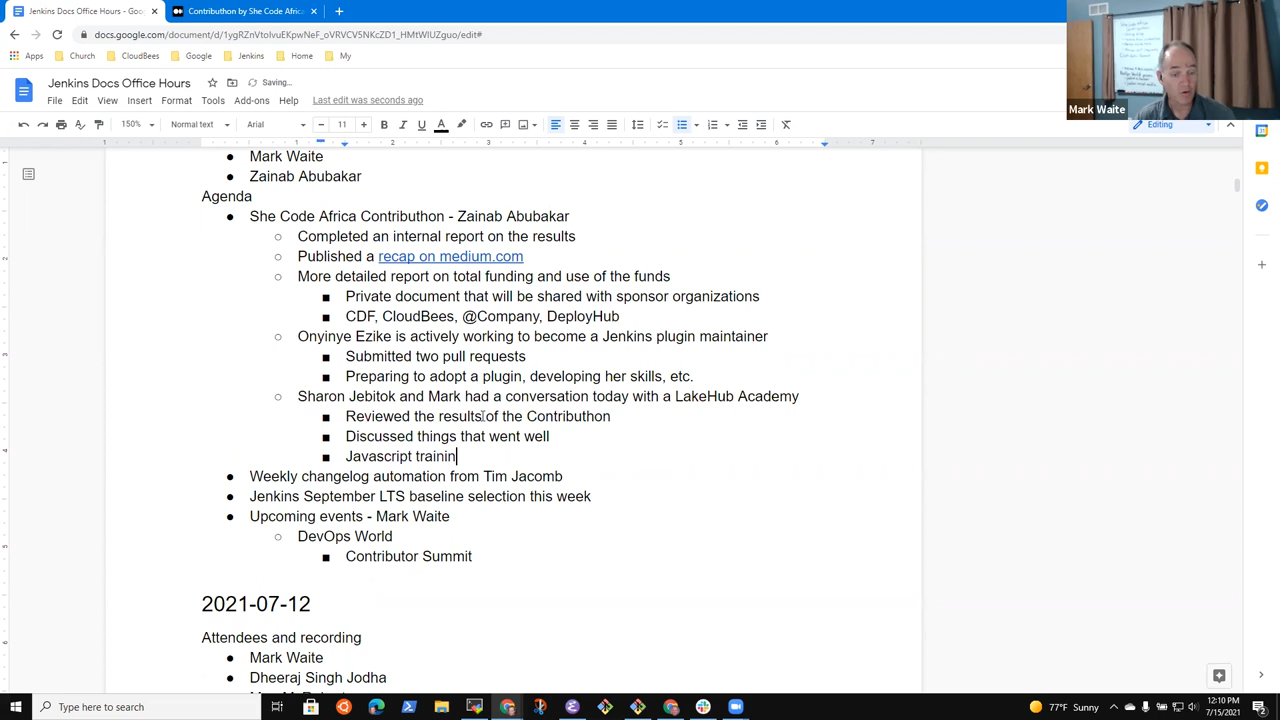 Jenkins Docs Office Hours - Goo
Contributhon by She Code Afric
docs.google.com/document/d/
Apps
Church
CloudBees
Google
Jenkins
Home
My
Jenkins Docs Office Hours
Saving...
File Edit View Insert Format Tools Add-ons Help Last edit was seconds ago
150% Normal text Arial 11
Editing
Mark Waite
1 1 2 3 4 5 6 7
Mark Waite
Zainab Abubakar
Agenda
She Code Africa Contributhon - Zainab Abubakar
Completed an internal report on the results
Published a recap on medium.com
More detailed report on total funding and use of the funds
Private document that will be shared with sponsor organizations
CDF, CloudBees, @Company, DeployHub
Onyinye Ezike is actively working to become a Jenkins plugin maintainer
Submitted two pull requests
Preparing to adopt a plugin, developing her skills, etc.
Sharon Jebitok and Mark had a conversation today with a LakeHub Academy
Reviewed the results of the Contributhon
Discussed things that went well
Javascript trainin
Weekly changelog automation from Tim Jacomb
Jenkins September LTS baseline selection this week
Upcoming events - Mark Waite
DevOps World
Contributor Summit
2021-07-12
Attendees and recording
Mark Waite
Dheeraj Singh Jodha
Type here to search
77°F Sunny
12:10 PM
7/15/2021